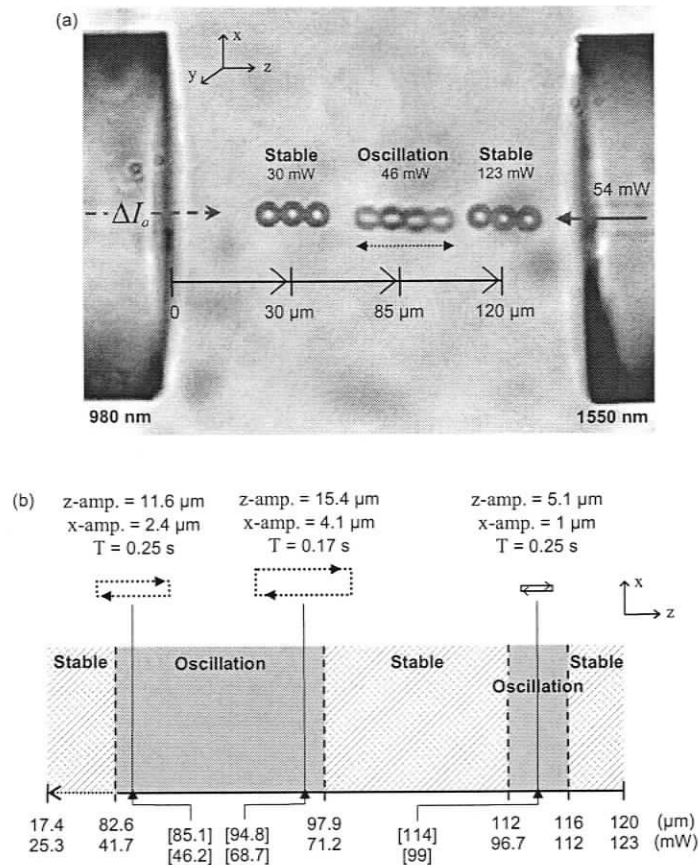 (a)
x
y
z
Stable
30 mW
Oscillation
46 mW
Stable
123 mW
ΔIₒ
54 mW
0
30 µm
85 µm
120 µm
980 nm
1550 nm
(b)
z-amp. = 11.6 µm
x-amp. = 2.4 µm
T = 0.25 s
z-amp. = 15.4 µm
x-amp. = 4.1 µm
T = 0.17 s
z-amp. = 5.1 µm
x-amp. = 1 µm
T = 0.25 s
x
z
Stable
Oscillation
Stable
Oscillation
Stable
17.4 82.6 [85.1] [94.8] 97.9 [114] 112 116 120 (µm)
25.3 41.7 [46.2] [68.7] 71.2 [99] 96.7 112 123 (mW)